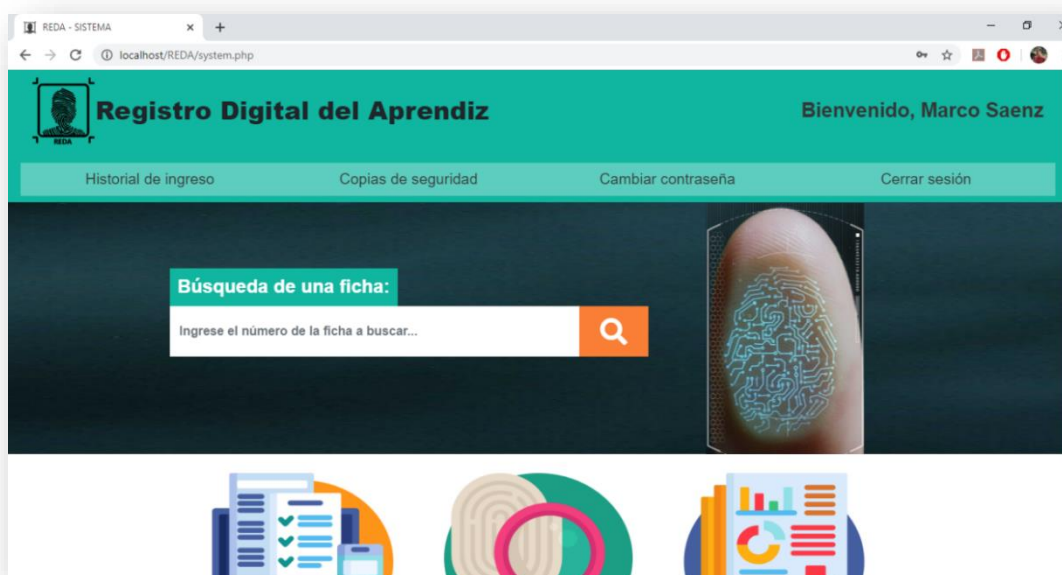 REDA - SISTEMA
localhost/REDA/system.php
REDA
Registro Digital del Aprendiz
Bienvenido, Marco Saenz
Historial de ingreso
Copias de seguridad
Cambiar contraseña
Cerrar sesión
Búsqueda de una ficha:
Ingrese el número de la ficha a buscar...